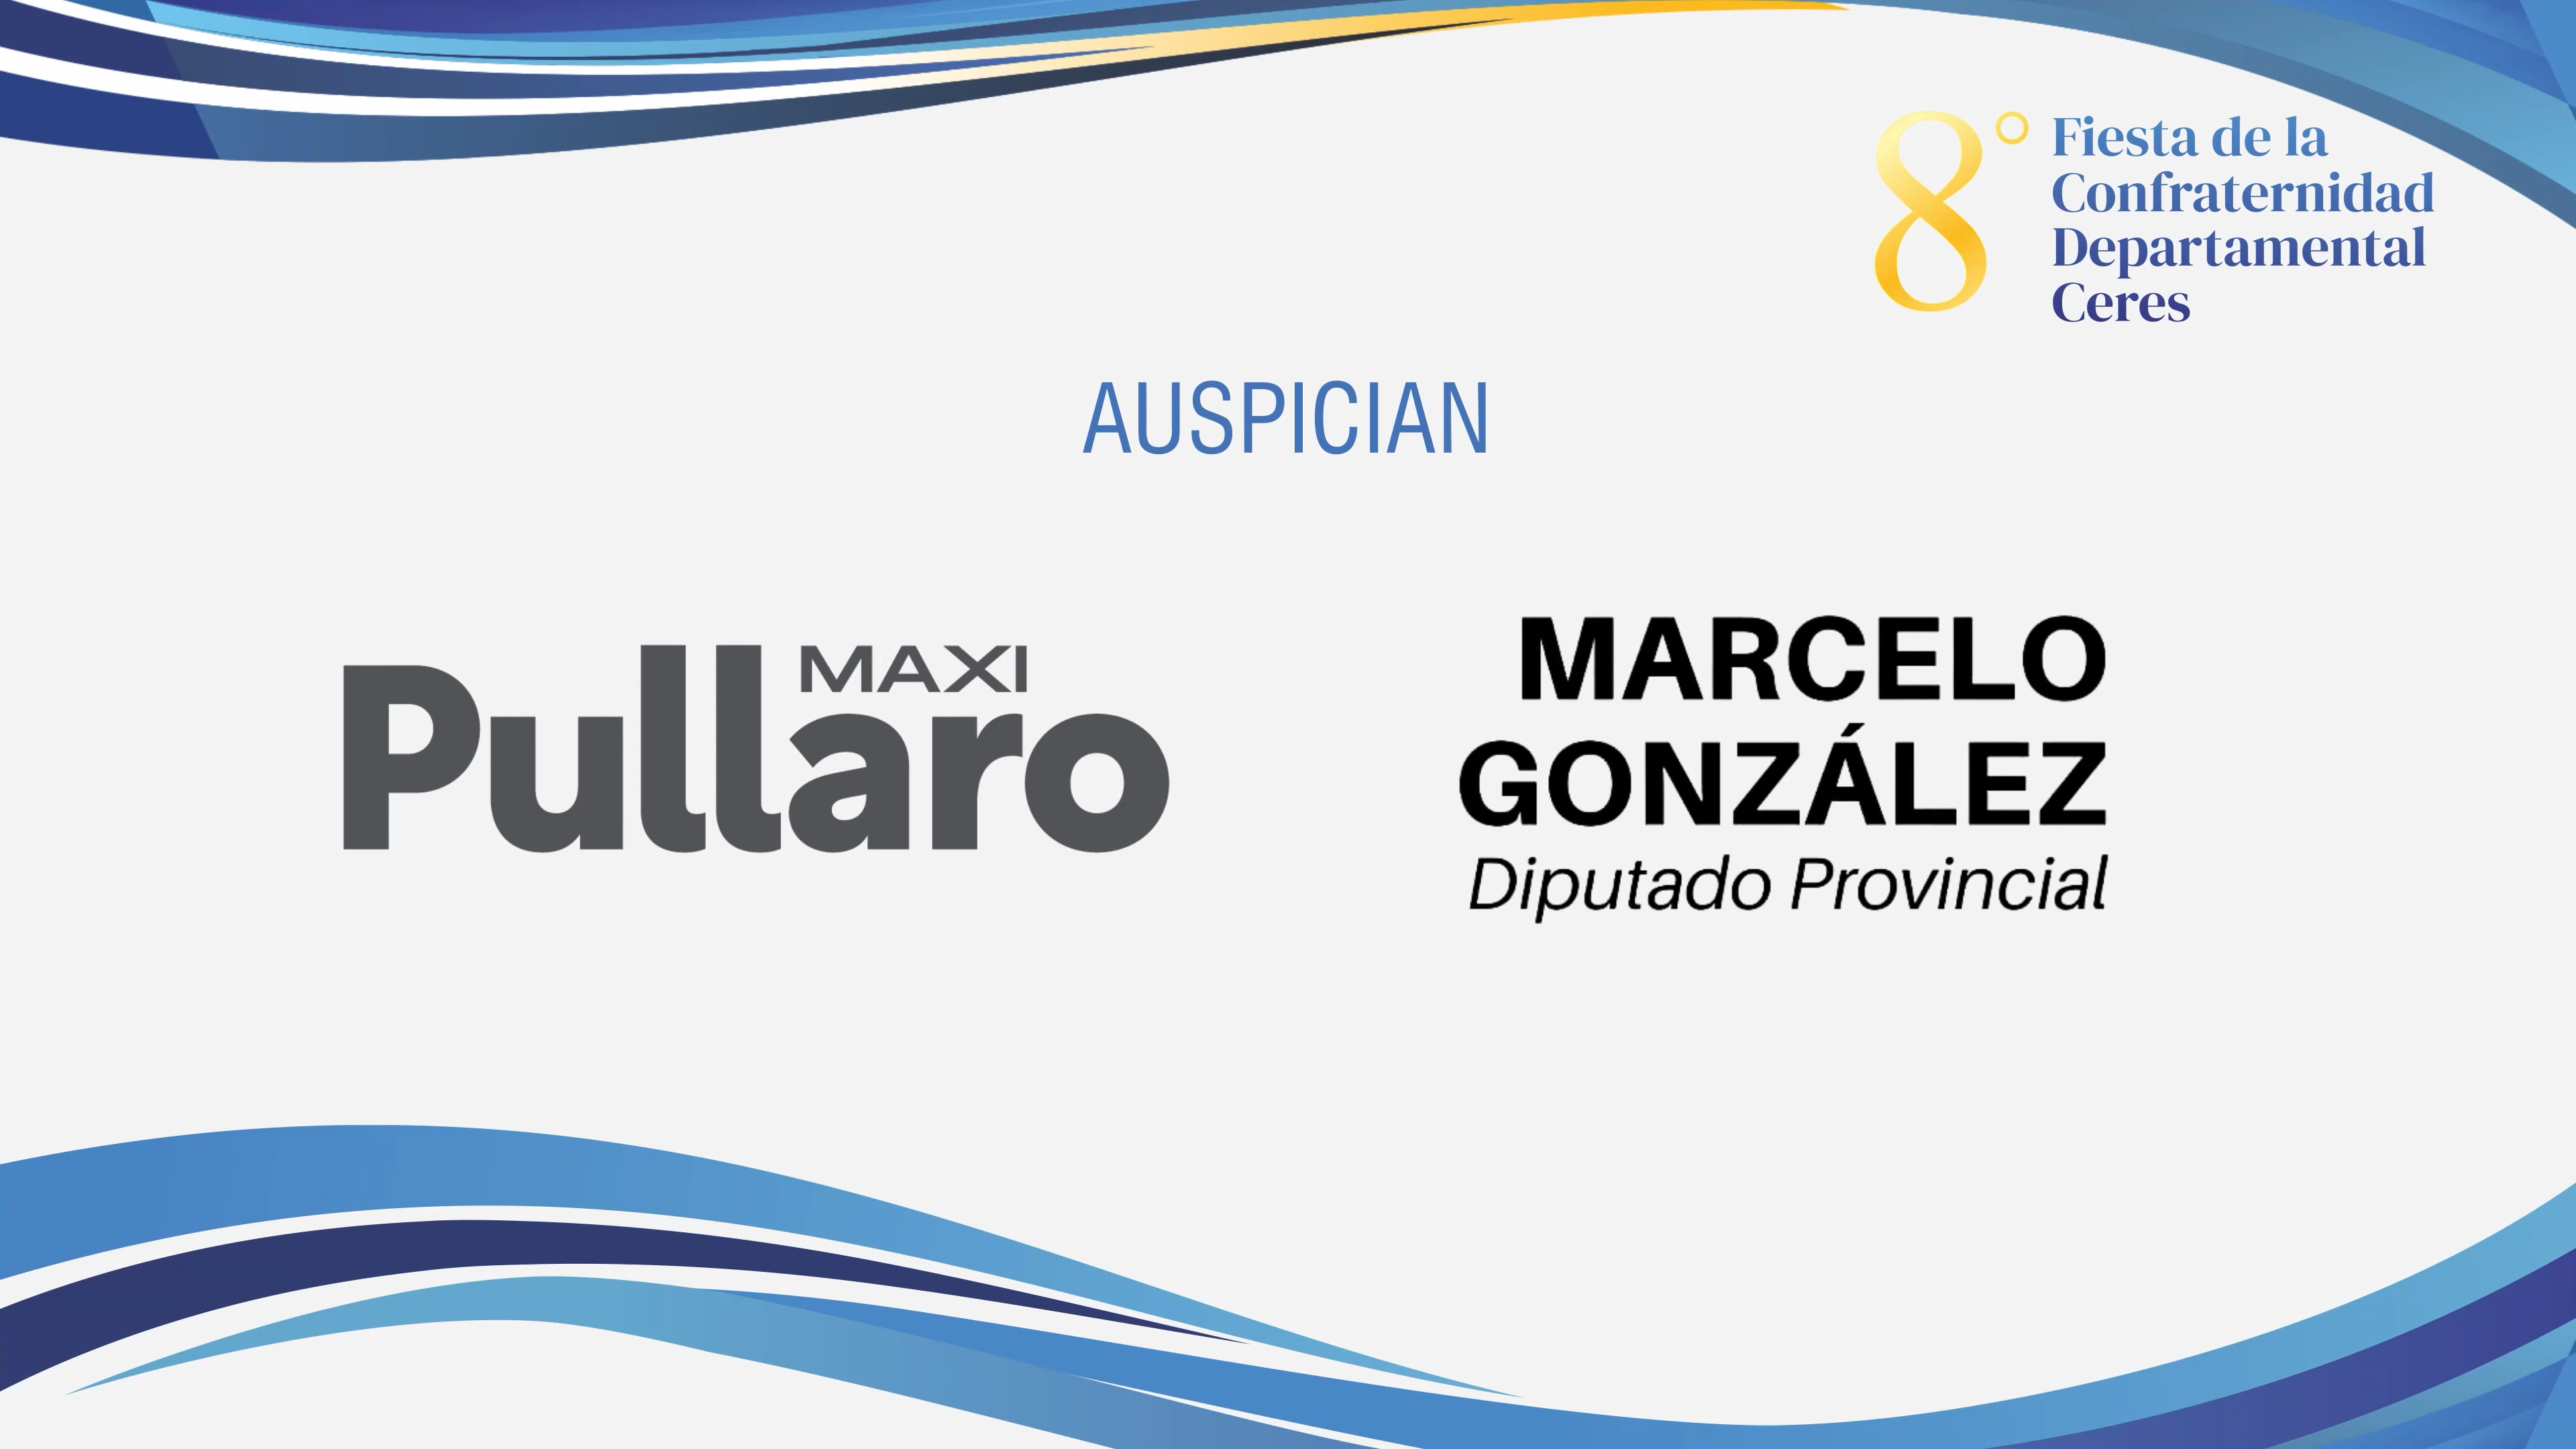 8° Fiesta de la
Confraternidad
Departamental
Ceres
AUSPICIAN
MAXI
Pullaro
MARCELO
GONZÁLEZ
Diputado Provincial